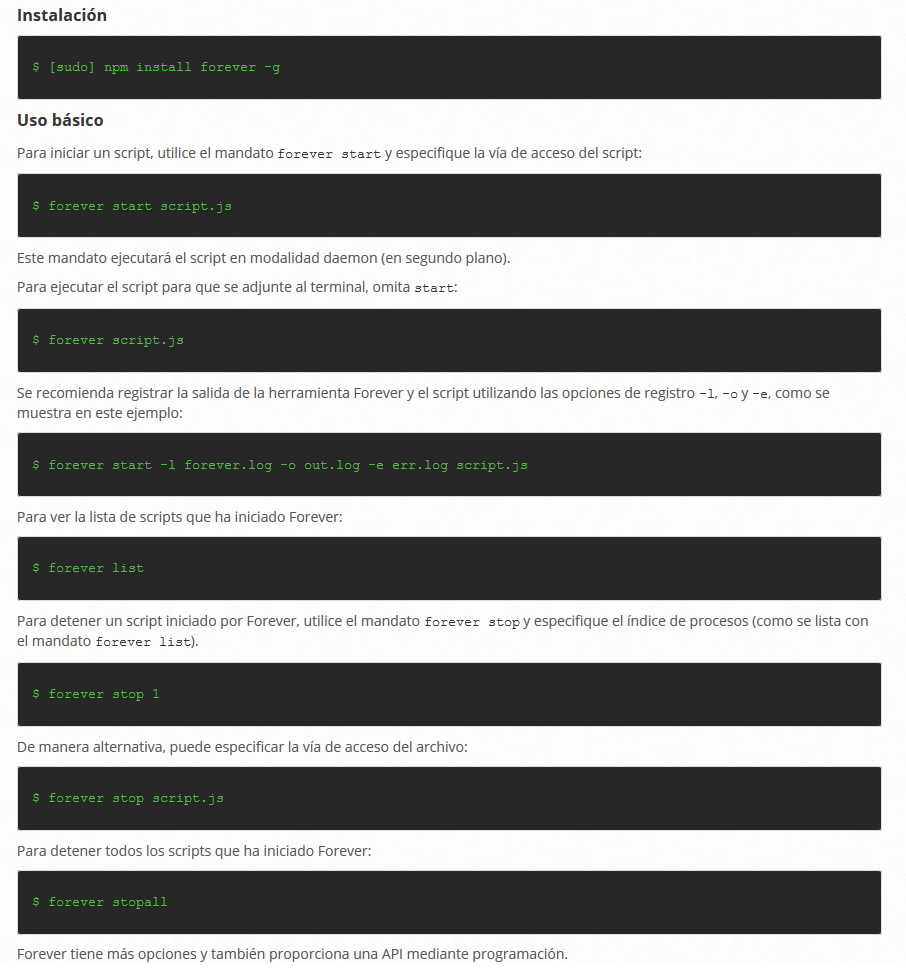 Instalación
$ [sudo] npm install forever -g
Uso básico
Para iniciar un script, utilice el mandato forever start y especifique la vía de acceso del script:
$ forever start script.js
Este mandato ejecutará el script en modalidad daemon (en segundo plano).
Para ejecutar el script para que se adjunte al terminal, omita start:
$ forever script.js
Se recomienda registrar la salida de la herramienta Forever y el script utilizando las opciones de registro -l, -o y -e, como se
muestra en este ejemplo:
$ forever start -l forever.log -o out.log -e err.log script.js
Para ver la lista de scripts que ha iniciado Forever:
$ forever list
Para detener un script iniciado por Forever, utilice el mandato forever stop y especifique el índice de procesos (como se lista con
el mandato forever list).
$ forever stop 1
De manera alternativa, puede especificar la vía de acceso del archivo:
$ forever stop script.js
Para detener todos los scripts que ha iniciado Forever:
$ forever stopall
Forever tiene más opciones y también proporciona una API mediante programación.